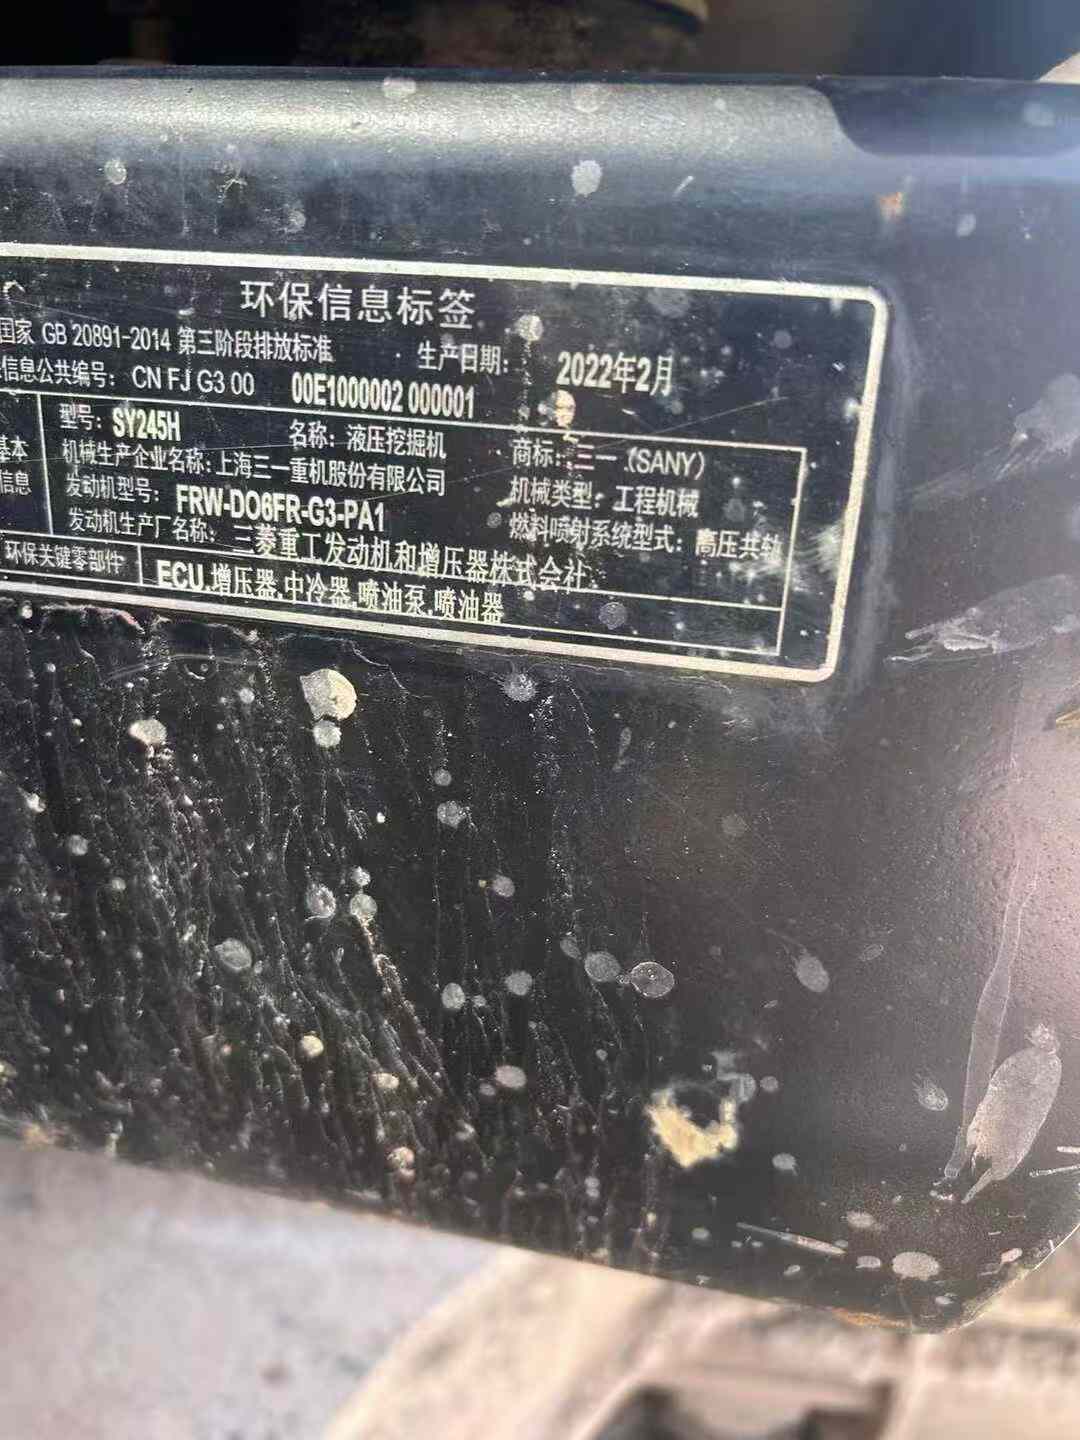 环保信息标签
国家 GB 20891-2014 第三阶段排放标准
生产日期： 2022年2月
信息公共编号： CN FJ G3 00 00E1000002 000001
基本
信息
型号：SY245H 名称：液压挖掘机 商标：三一（SANY）
机械生产企业名称：上海三一重机股份有限公司 机械类型：工程机械
发动机型号： FRW-DO6FR-G3-PA1 燃料喷射系统型式：高压共轨
发动机生产厂名称： 三菱重工发动机和增压器株式会社
环保关键零部件 ECU,增压器,中冷器,喷油泵,喷油器